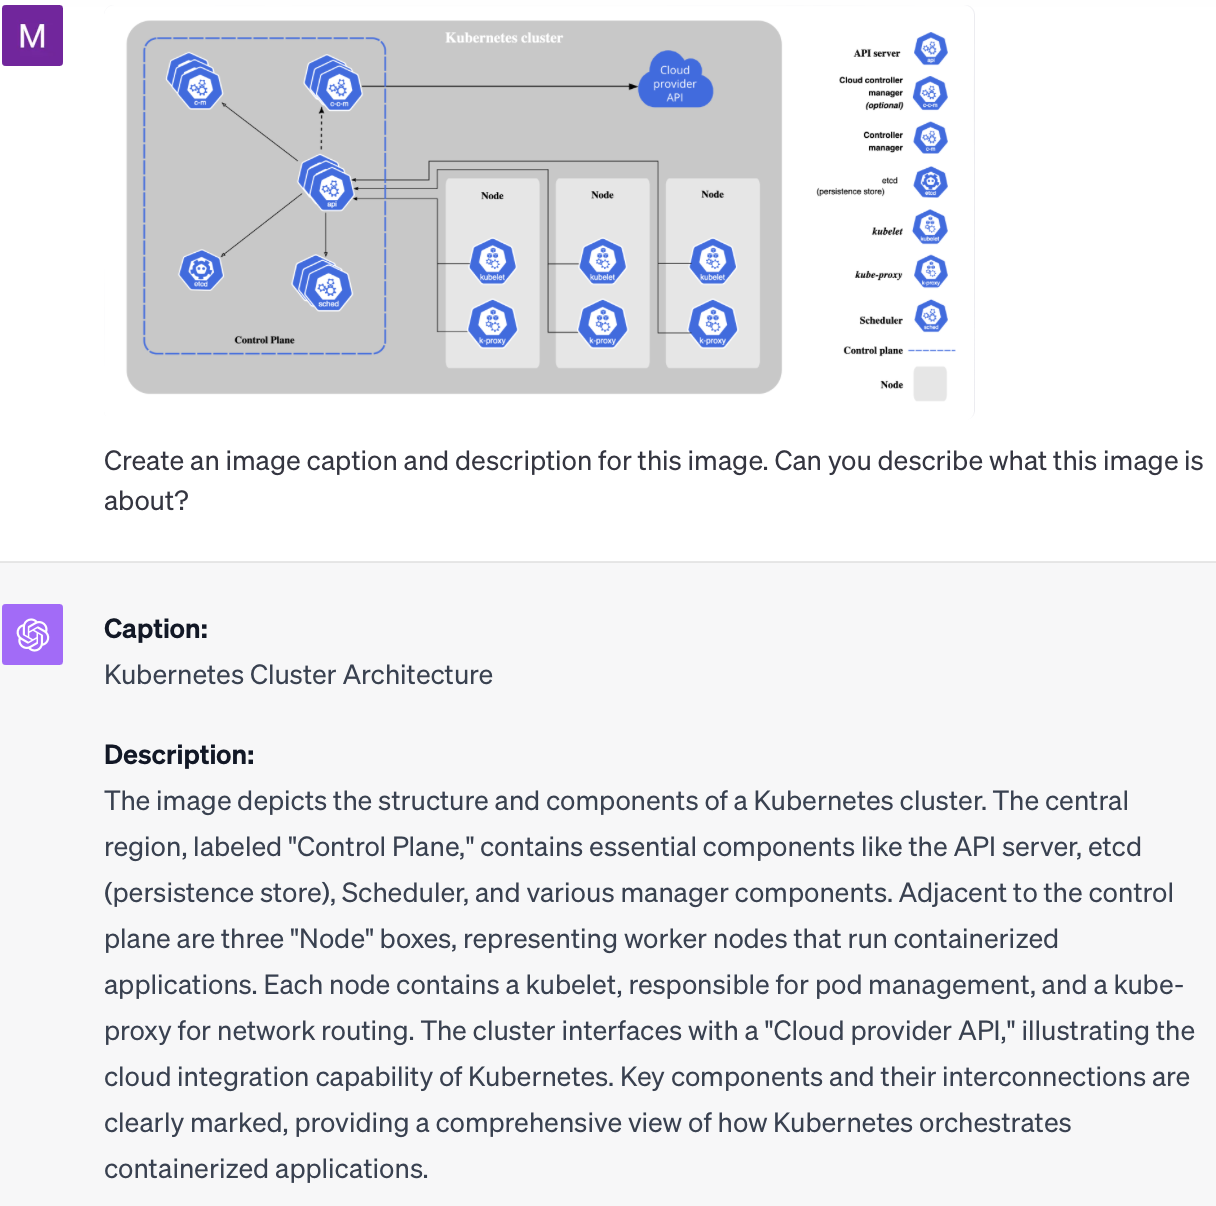 M
Kubernetes cluster
Cloud
provider
API
c-m
c-c-m
api
etcd
sched
Control Plane
Node
Node
Node
kubelet
kubelet
kubelet
k-proxy
k-proxy
k-proxy
API server
api
Cloud controller
manager
(optional)
c-c-m
Controller
manager
c-m
etcd
(persistence store)
etcd
kubelet
kubelet
kube-proxy
k-proxy
Scheduler
sched
Control plane
Node
Create an image caption and description for this image. Can you describe what this image is
about?
Caption:
Kubernetes Cluster Architecture
Description:
The image depicts the structure and components of a Kubernetes cluster. The central
region, labeled "Control Plane," contains essential components like the API server, etcd
(persistence store), Scheduler, and various manager components. Adjacent to the control
plane are three "Node" boxes, representing worker nodes that run containerized
applications. Each node contains a kubelet, responsible for pod management, and a kube-
proxy for network routing. The cluster interfaces with a "Cloud provider API," illustrating the
cloud integration capability of Kubernetes. Key components and their interconnections are
clearly marked, providing a comprehensive view of how Kubernetes orchestrates
containerized applications.